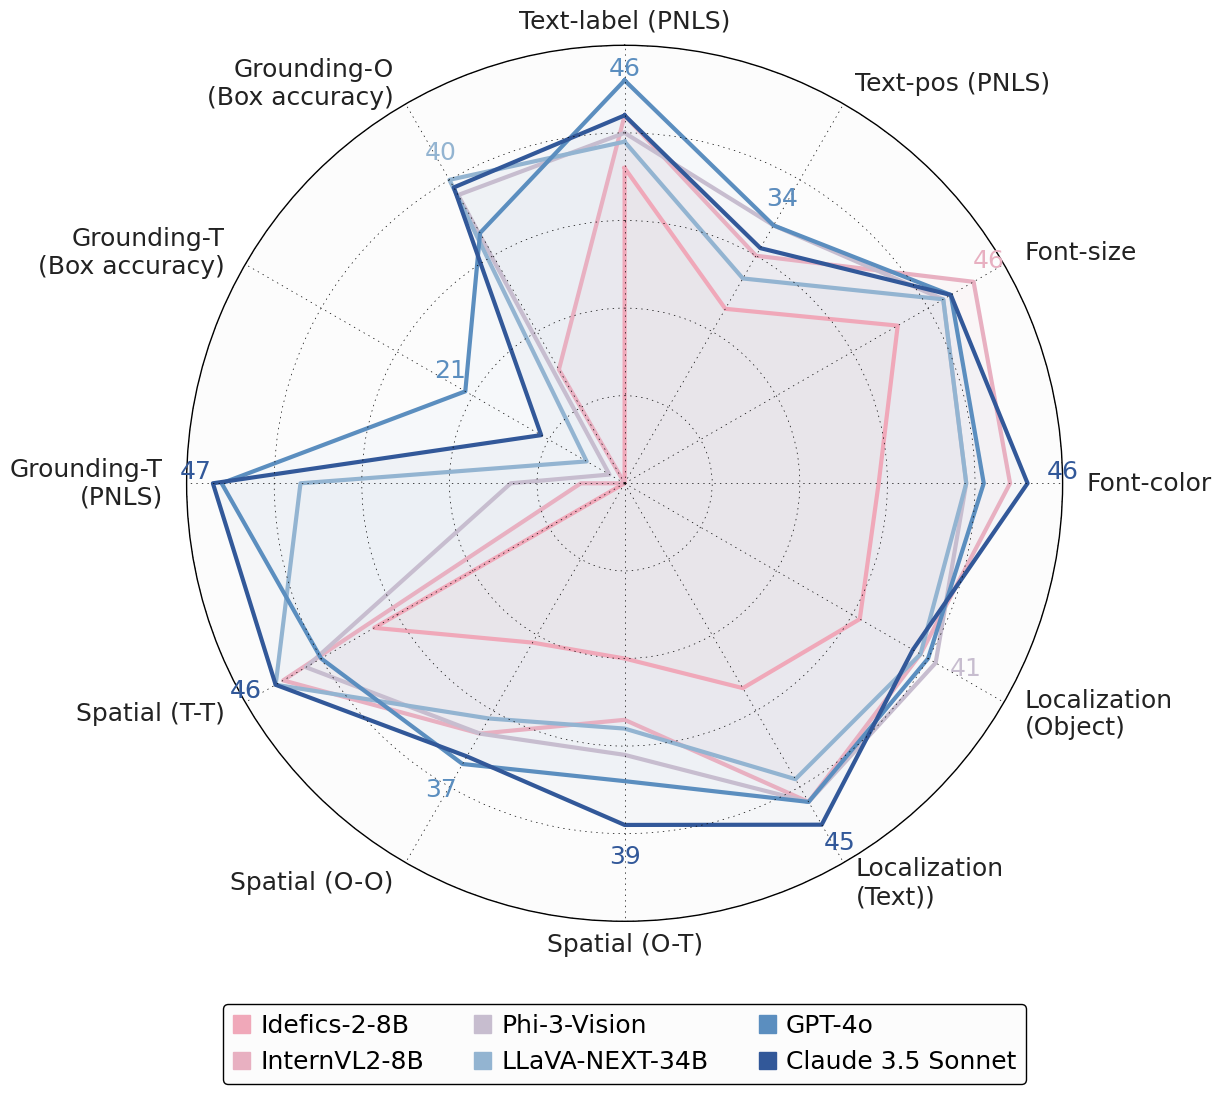 Text-label (PNLS)
46
Grounding-O
(Box accuracy)
Text-pos (PNLS)
40
34
Grounding-T
(Box accuracy)
46
Font-size
21
Grounding-T
(PNLS)
47
46
Font-color
41
Spatial (T-T)
46
Localization
(Object)
37
39
45
Localization
(Text))
Spatial (O-O)
Spatial (O-T)
Idefics-2-8B
Phi-3-Vision
GPT-4o
InternVL2-8B
LLaVA-NEXT-34B
Claude 3.5 Sonnet